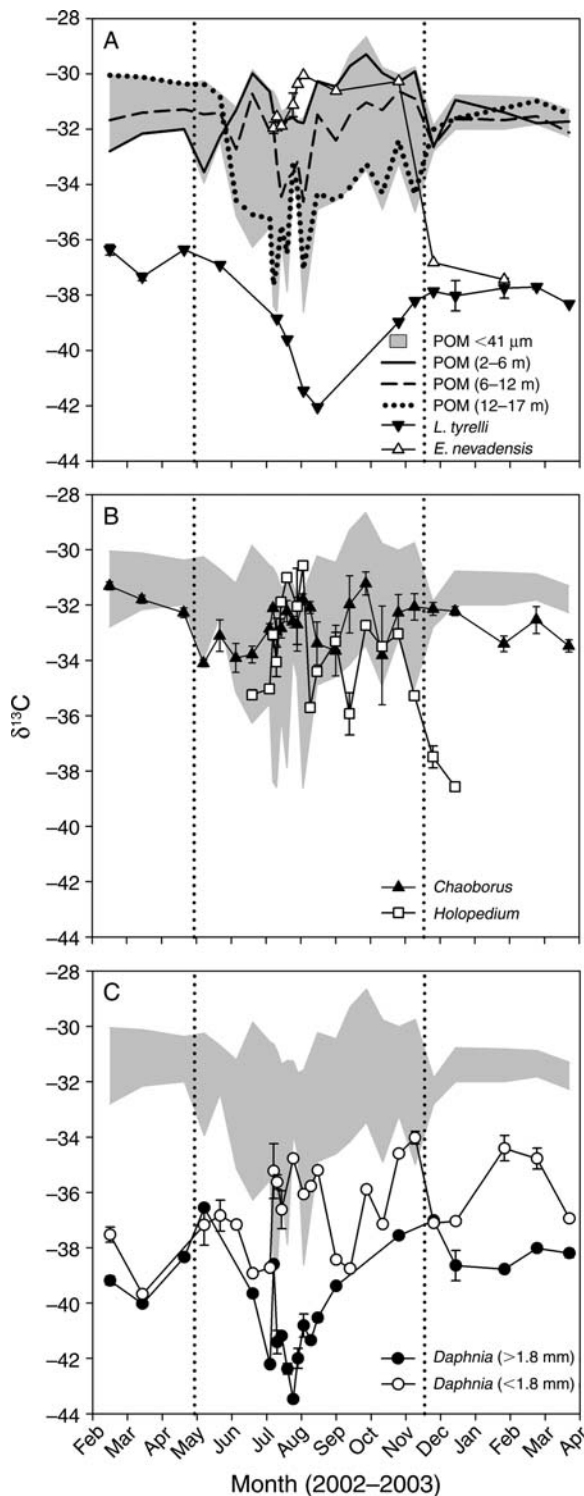 A
−28
−30
−32
−34
−36
−38
−40
−42
−44
POM <41 μm
POM (2–6 m)
POM (6–12 m)
POM (12–17 m)
L. tyrelli
E. nevadensis
B
−28
−30
−32
−34
−36
−38
−40
−42
−44
δ13C
Chaoborus
Holopedium
C
−28
−30
−32
−34
−36
−38
−40
−42
−44
Daphnia (>1.8 mm)
Daphnia (<1.8 mm)
Feb Mar Apr May Jun Jul Aug Sep Oct Nov Dec Jan Feb Mar Apr
Month (2002–2003)